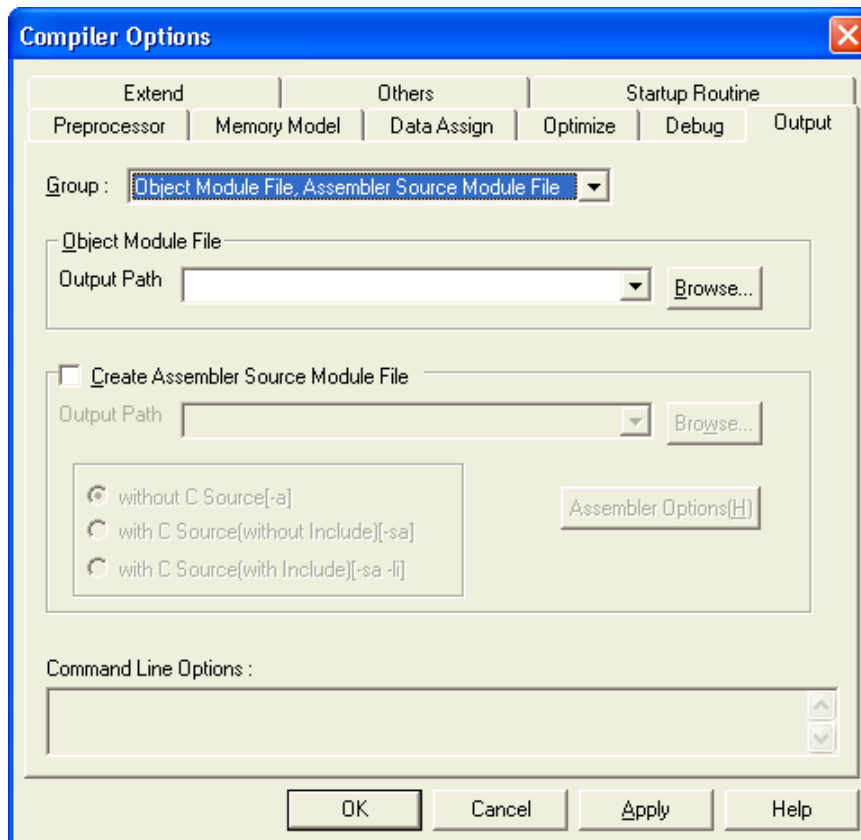 Compiler Options
Extend Others Startup Routine
Preprocessor Memory Model Data Assign Optimize Debug Output
Group : Object Module File, Assembler Source Module File
Object Module File
Output Path Browse...
Create Assembler Source Module File
Output Path Browse...
without C Source[-a]
Assembler Options(H)
with C Source(without Include)[-sa]
with C Source(with Include)[-sa -li]
Command Line Options :
OK Cancel Apply Help